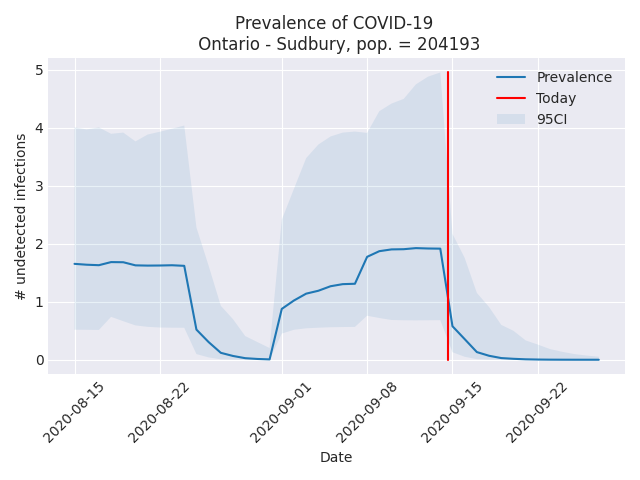 Prevalence of COVID-19
Ontario - Sudbury, pop. = 204193
Prevalence
Today
95CI
# undetected infections
5
4
3
2
1
0
2020-08-15
2020-08-22
2020-09-01
2020-09-08
2020-09-15
2020-09-22
Date